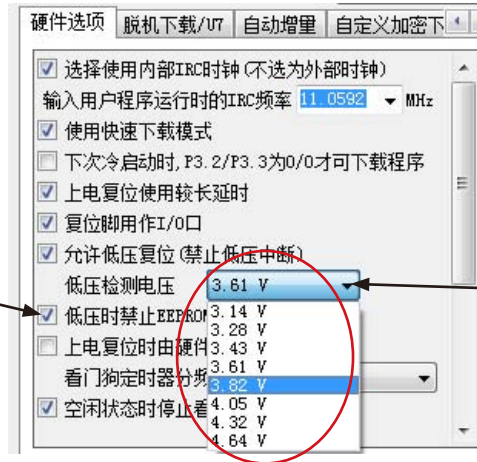 硬件选项 脱机下载/U7 自动增量 自定义加密下
选择使用内部IRC时钟(不选为外部时钟)
输入用户程序运行时的IRC频率 11.0592 MHz
使用快速下载模式
下次冷启动时,P3.2/P3.3为0/0才可下载程序
上电复位使用较长延时
复位脚用作I/O口
允许低压复位(禁止低压中断)
低压检测电压 3.61 V
低压时禁止EEPRO
3.14 V
3.28 V
上电复位时由硬件
3.43 V
3.61 V
看门狗定时器分频
3.82 V
空闲状态时停止看
4.05 V
4.32 V
4.64 V